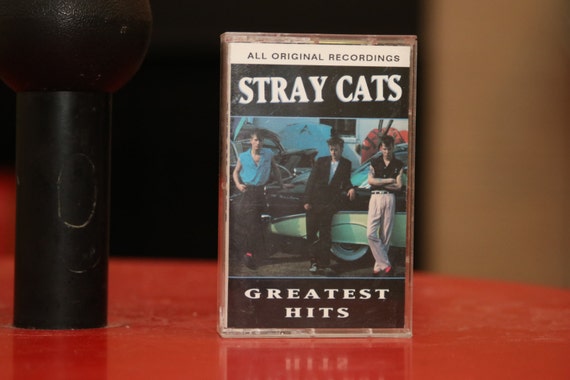 ALL ORIGINAL RECORDINGS
STRAY CATS
GREATEST
HITS